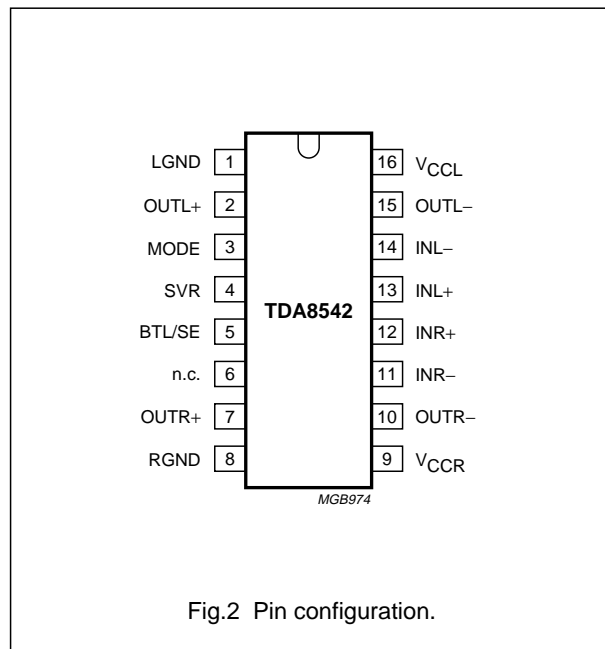 LGND 1 16 VCCL
OUTL+ 2 15 OUTL−
MODE 3 14 INL−
SVR 4 13 INL+
TDA8542
BTL/SE 5 12 INR+
n.c. 6 11 INR−
OUTR+ 7 10 OUTR−
RGND 8 9 VCCR
MGB974
Fig.2 Pin configuration.